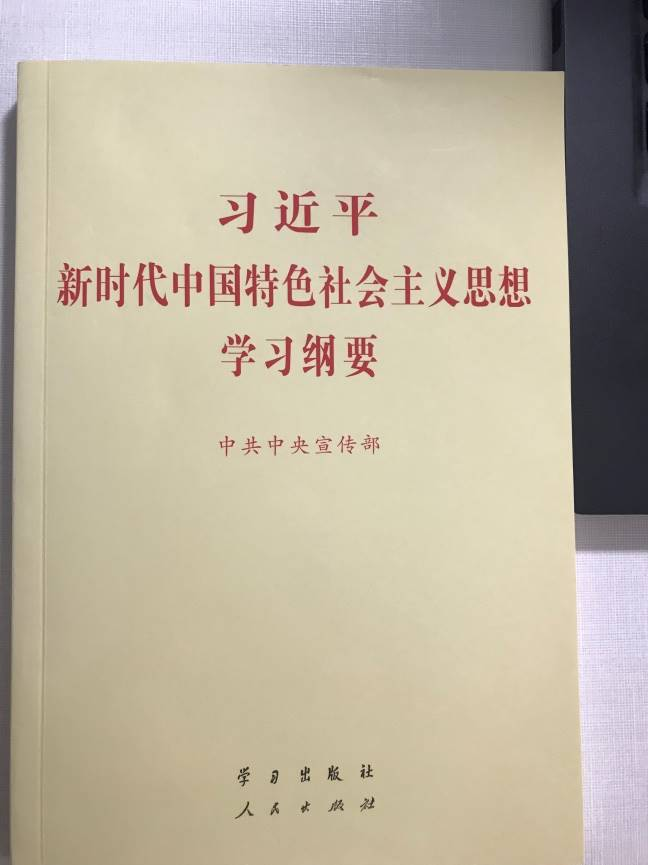 习近平
新时代中国特色社会主义思想
学习纲要
中共中央宣传部
学习出版社
人民出版社